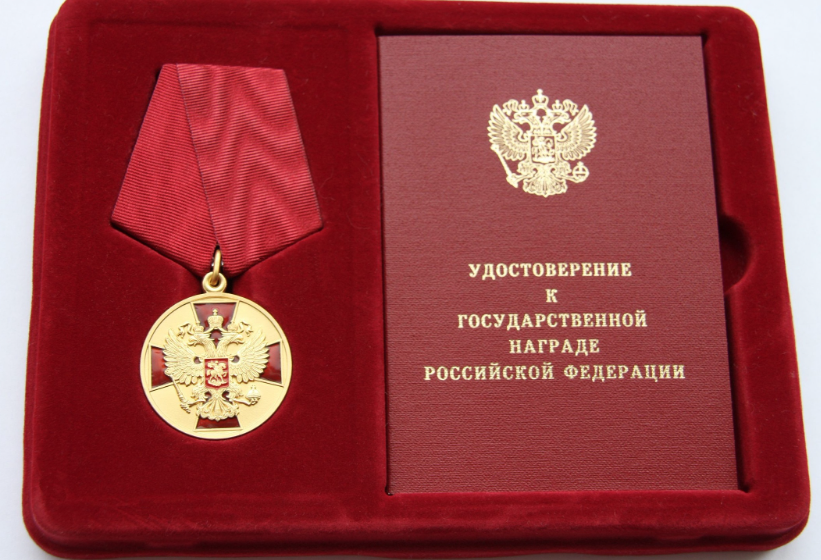 УДОСТОВЕРЕНИЕ
К
ГОСУДАРСТВЕННОЙ
НАГРАДЕ
РОССИЙСКОЙ ФЕДЕРАЦИИ